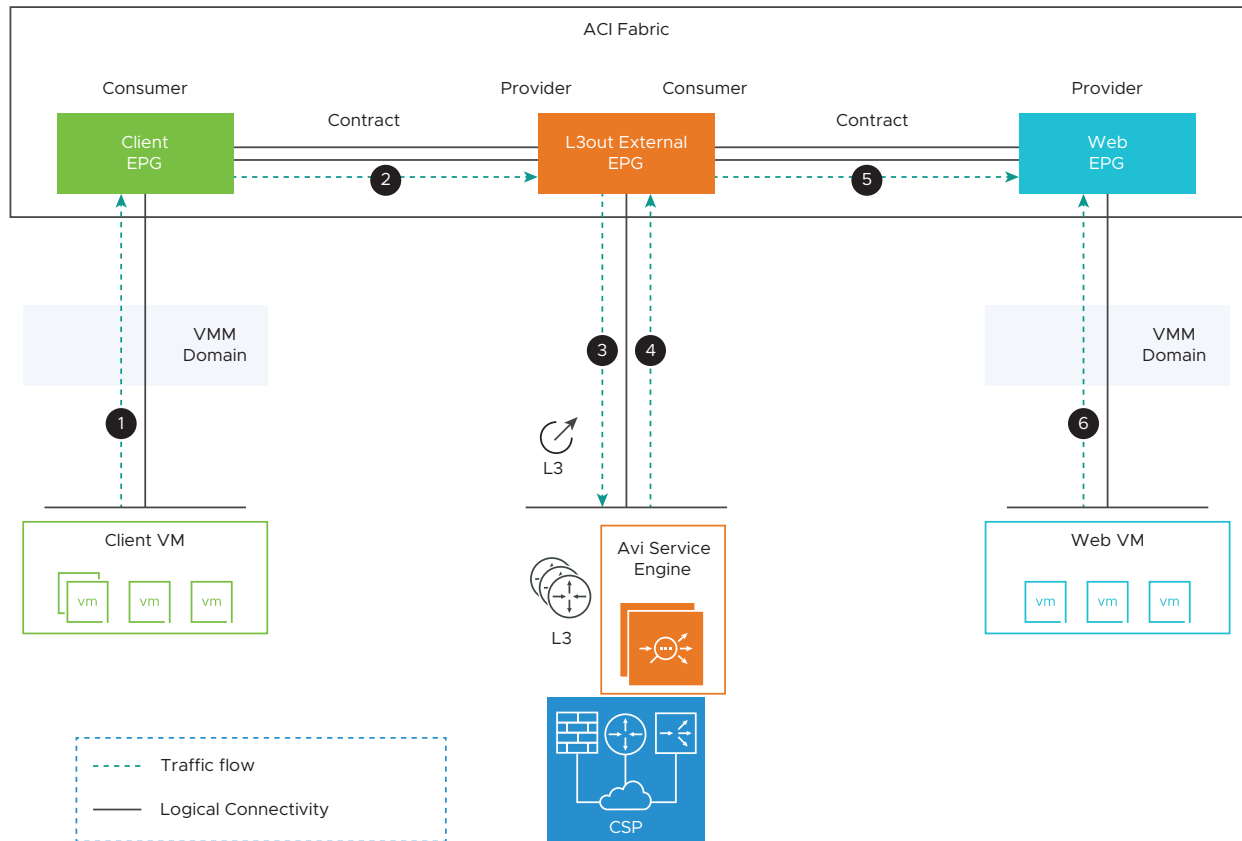 ACI Fabric
Consumer
Provider
Consumer
Provider
Client
EPG
Contract
L3out External
EPG
Contract
Web
EPG
2
5
VMM
Domain
VMM
Domain
3
4
1
6
L3
Client VM
vm
vm
vm
Avi Service
Engine
L3
Web VM
vm
vm
vm
CSP
Traffic flow
Logical Connectivity